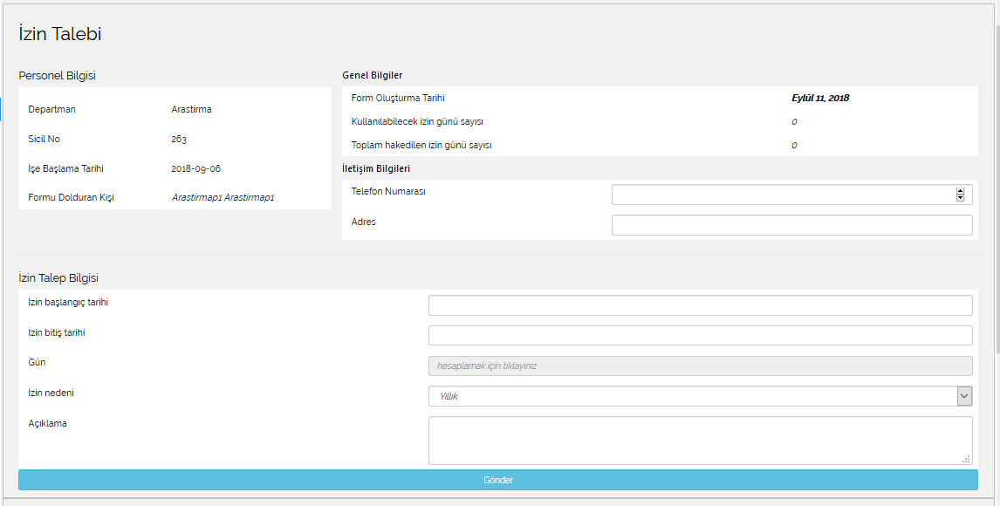 İzin Talebi
Personel Bilgisi
Departman Arastirma
Sicil No 263
İşe Başlama Tarihi 2018-09-06
Formu Dolduran Kişi Arastirmap1 Arastirmap1
Genel Bilgiler
Form Oluşturma Tarihi Eylül 11, 2018
Kullanılabilecek izin günü sayısı 0
Toplam hakedilen izin günü sayısı 0
İletişim Bilgileri
Telefon Numarası
Adres
İzin Talep Bilgisi
İzin başlangıç tarihi
İzin bitiş tarihi
Gün hesaplamak için tıklayınız
İzin nedeni Yıllık
Açıklama
Gönder